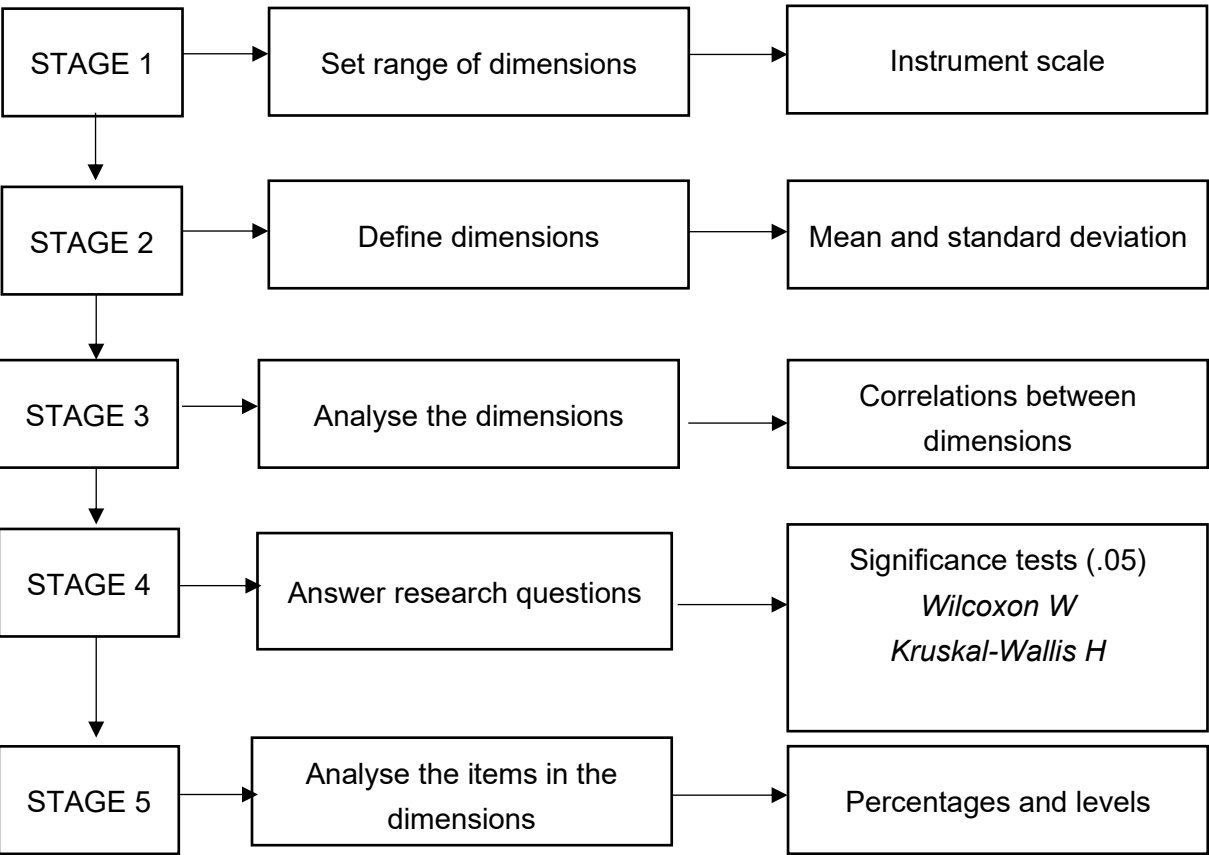 STAGE 1
Set range of dimensions
Instrument scale
STAGE 2
Define dimensions
Mean and standard deviation
STAGE 3
Analyse the dimensions
Correlations between
dimensions
STAGE 4
Answer research questions
Significance tests (.05)
Wilcoxon W
Kruskal-Wallis H
STAGE 5
Analyse the items in the
dimensions
Percentages and levels